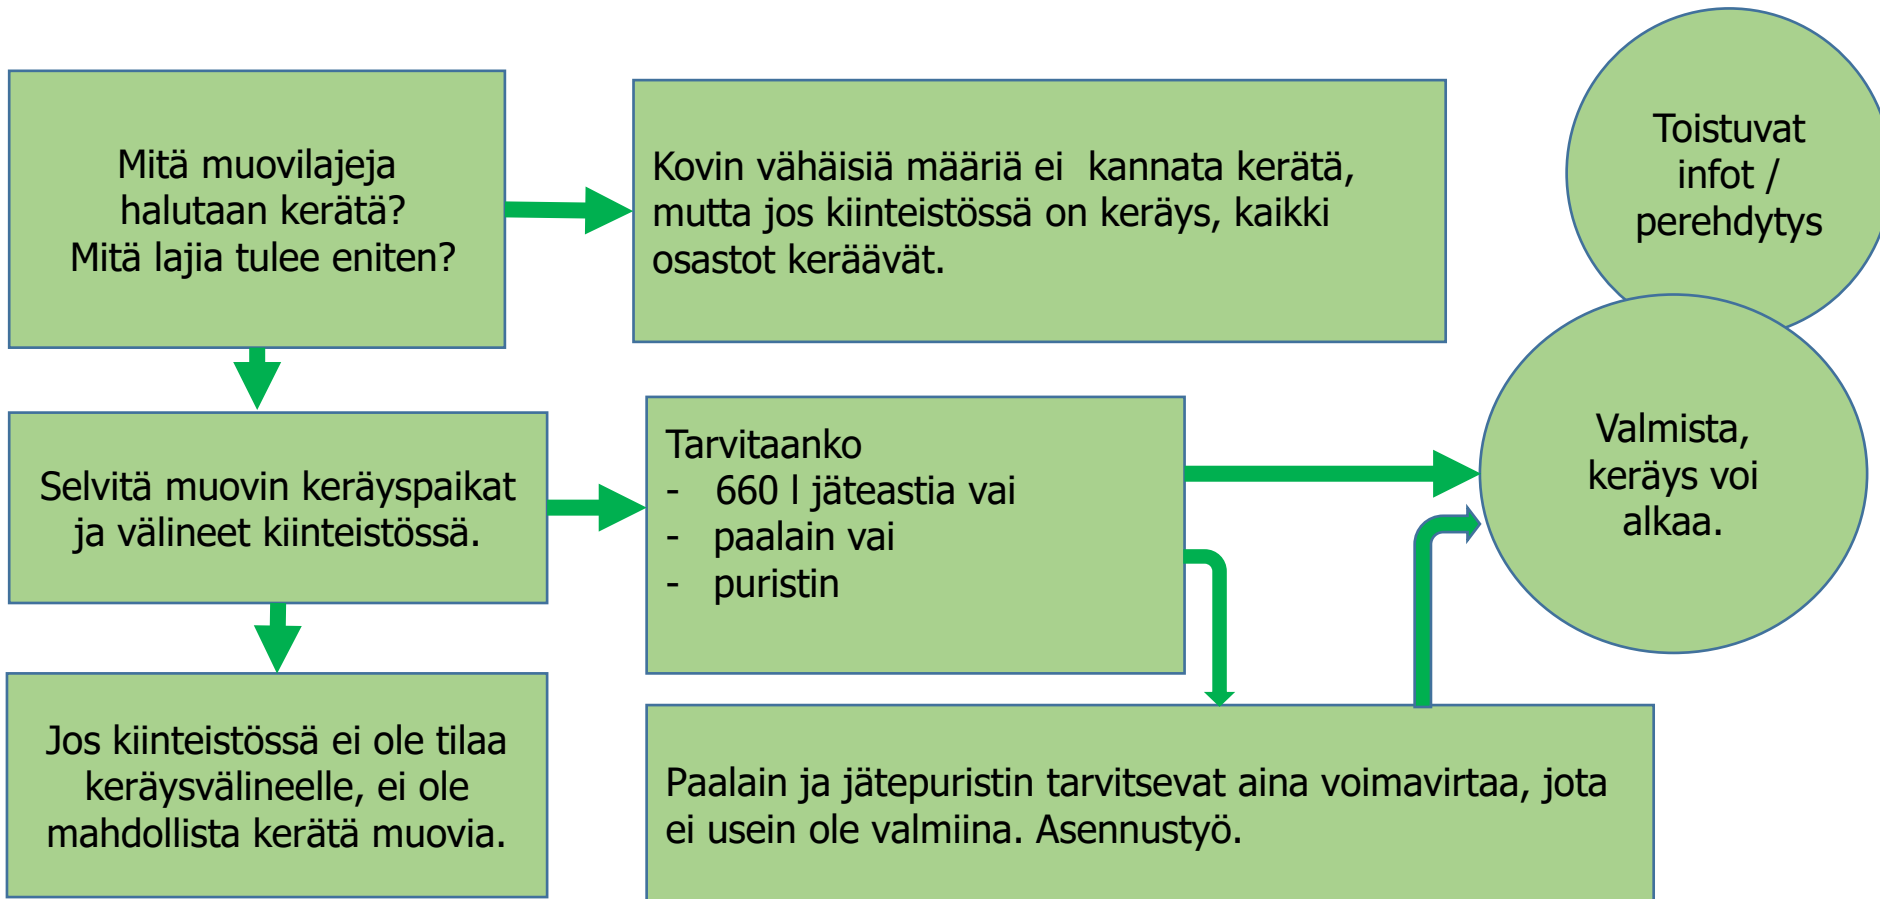 Mitä muovilajeja
halutaan kerätä?
Mitä lajia tulee eniten?
Kovin vähäisiä määriä ei  kannata kerätä,
mutta jos kiinteistössä on keräys, kaikki
osastot keräävät.
Toistuvat
infot /
perehdytys
Selvitä muovin keräyspaikat
ja välineet kiinteistössä.
Tarvitaanko
- 660 l jäteastia vai
- paalain vai
- puristin
Valmista,
keräys voi
alkaa.
Jos kiinteistössä ei ole tilaa
keräysvälineelle, ei ole
mahdollista kerätä muovia.
Paalain ja jätepuristin tarvitsevat aina voimavirtaa, jota
ei usein ole valmiina. Asennustyö.